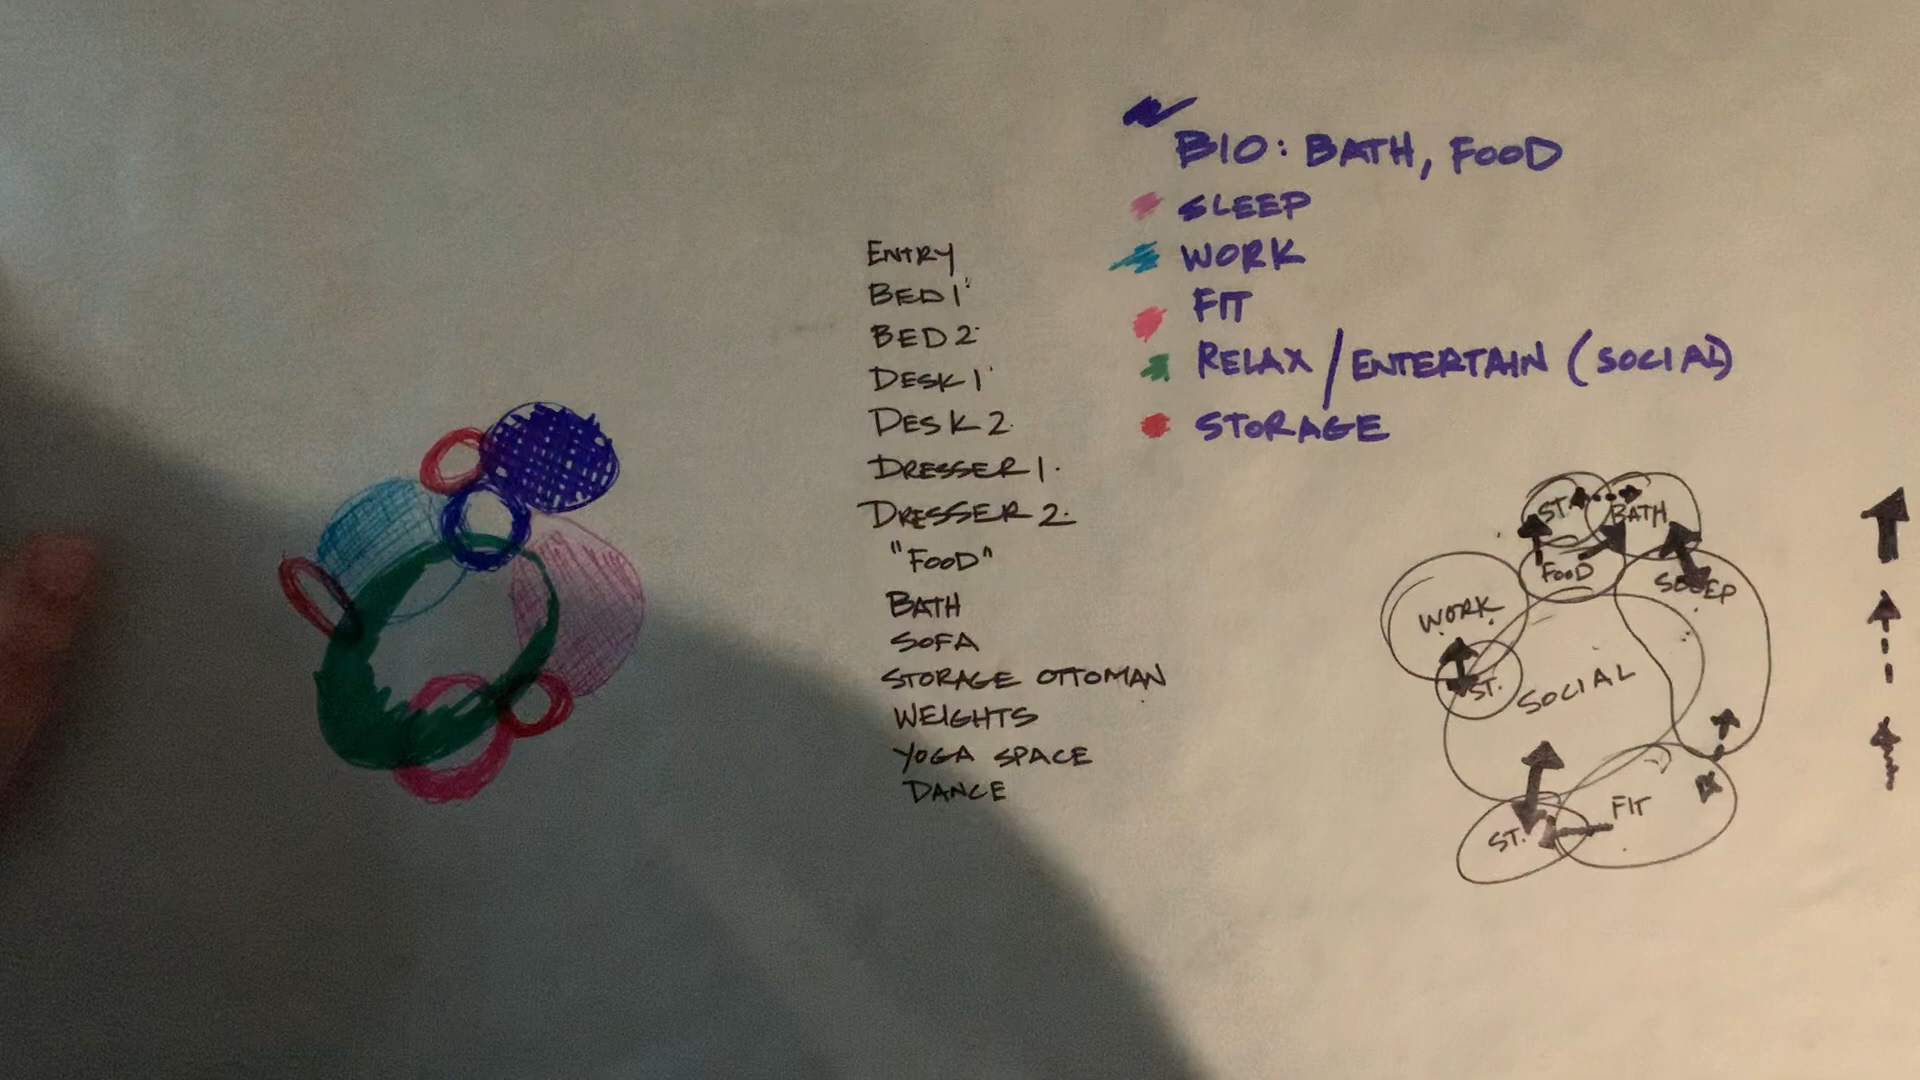 BIO: BATH, FOOD
SLEEP
WORK
FIT
RELAX / ENTERTAIN (SOCIAL)
STORAGE
ENTRY
BED 1
BED 2
DESK 1
DESK 2
DRESSER 1
DRESSER 2
"FOOD"
BATH
SOFA
STORAGE OTTOMAN
WEIGHTS
YOGA SPACE
DANCE
ST.
BATH
FOOD
SLEEP
WORK
ST.
SOCIAL
FIT
ST.